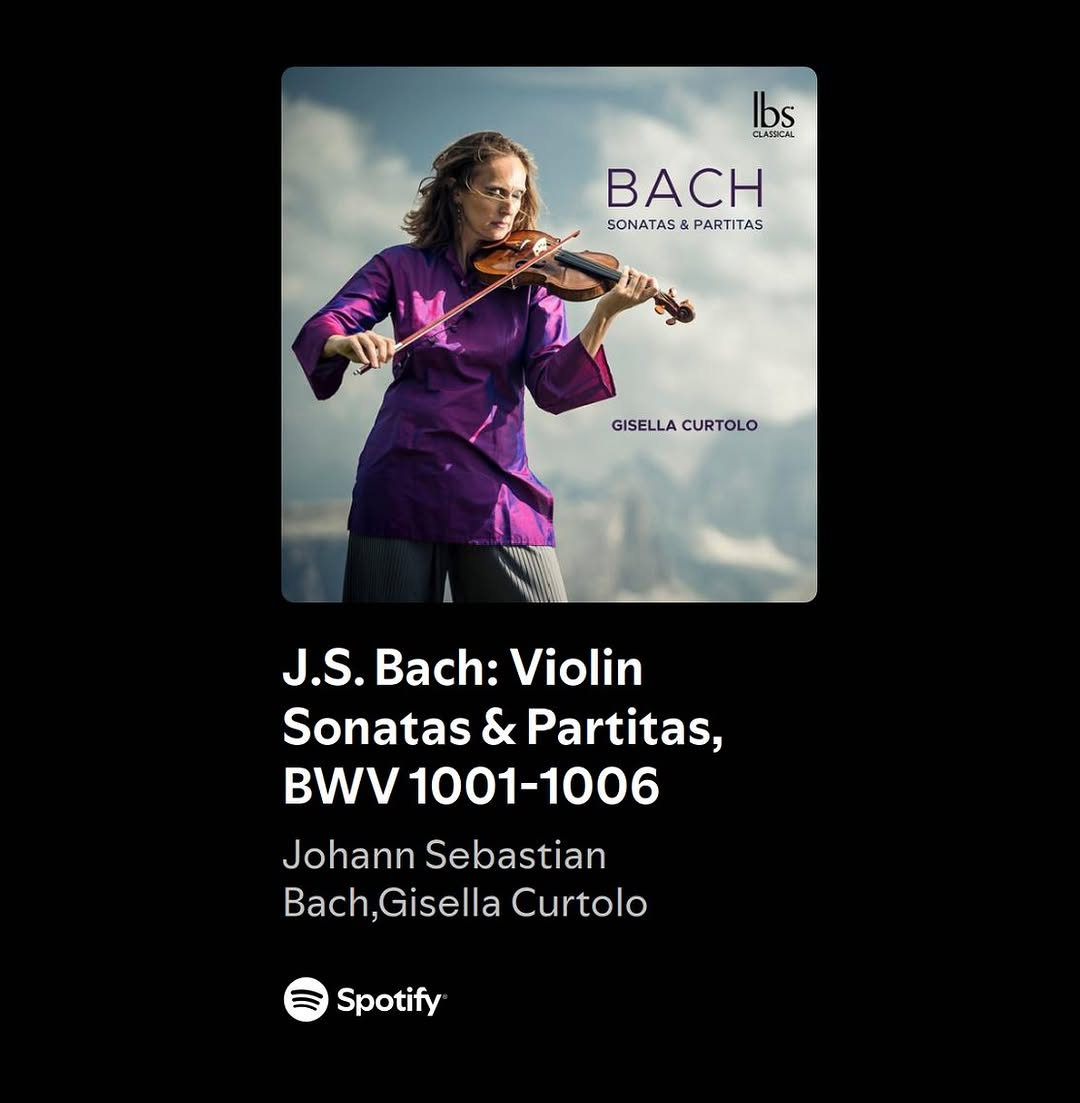 lbs
CLASSICAL
BACH
SONATAS & PARTITAS
GISELLA CURTOLO
J.S. Bach: Violin
Sonatas & Partitas,
BWV 1001-1006
Johann Sebastian
Bach,Gisella Curtolo
Spotify